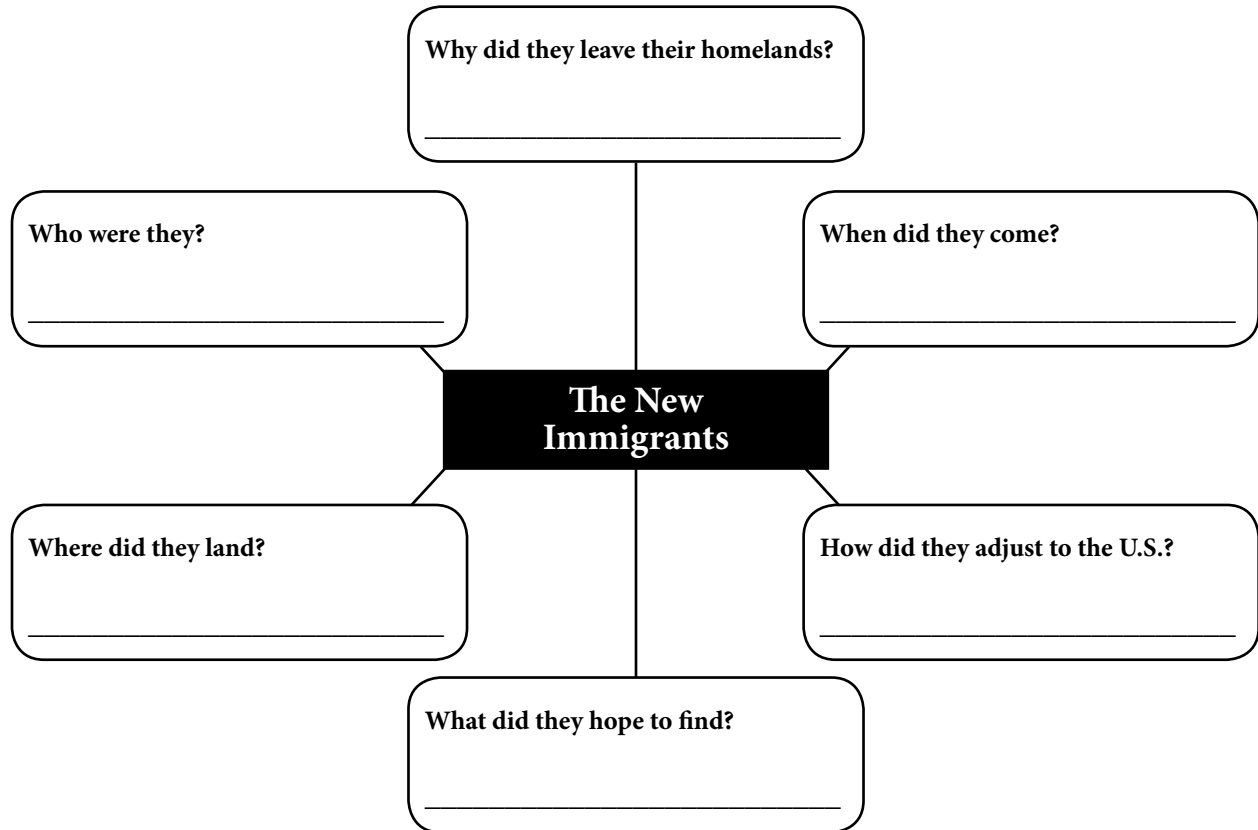 Why did they leave their homelands?
Who were they?
When did they come?
The New
Immigrants
Where did they land?
How did they adjust to the U.S.?
What did they hope to find?